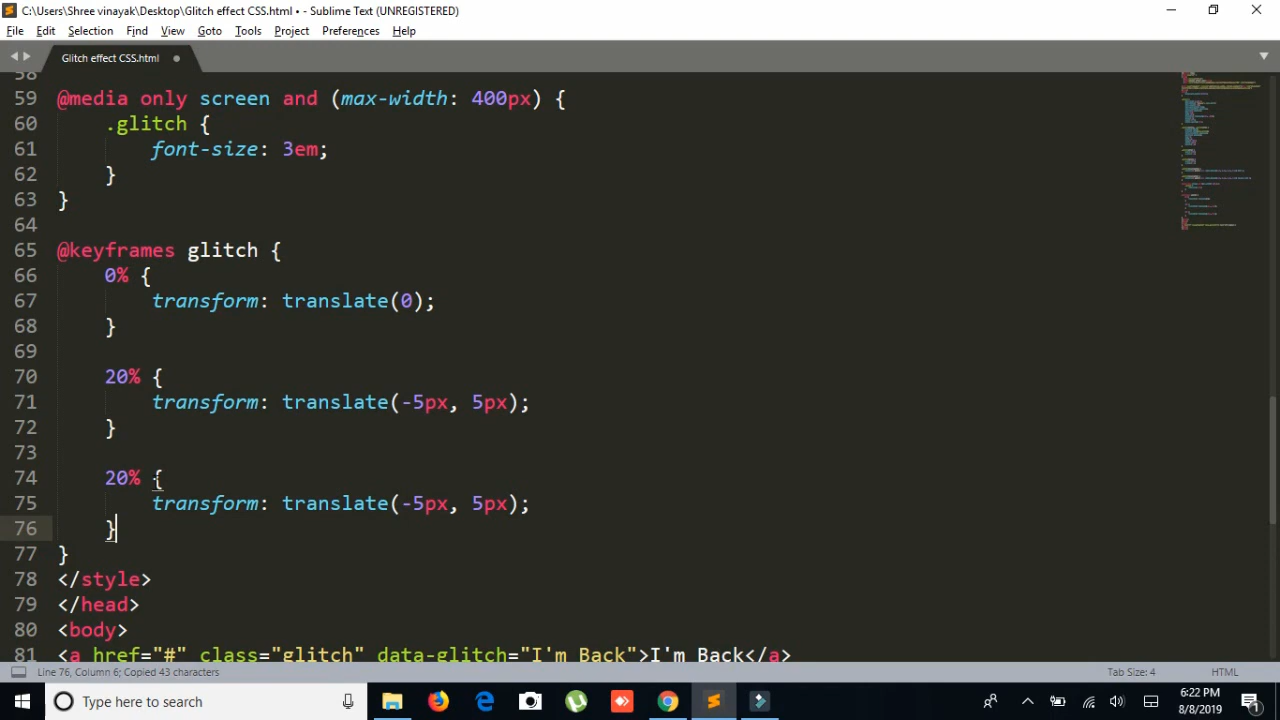 C:\Users\Shree vinayak\Desktop\Glitch effect CSS.html • - Sublime Text (UNREGISTERED)
File Edit Selection Find View Goto Tools Project Preferences Help
Glitch effect CSS.html
58
59 @media only screen and (max-width: 400px) {
60 .glitch {
61 font-size: 3em;
62 }
63 }
64
65 @keyframes glitch {
66 0% {
67 transform: translate(0);
68 }
69
70 20% {
71 transform: translate(-5px, 5px);
72 }
73
74 20% {
75 transform: translate(-5px, 5px);
76 }
77 }
78 </style>
79 </head>
80 <body>
81 <a href="#" class="glitch" data-glitch="I'm Back">I'm Back</a>
Line 76, Column 6; Copied 43 characters Tab Size: 4 HTML
Type here to search
6:22 PM
8/8/2019
1